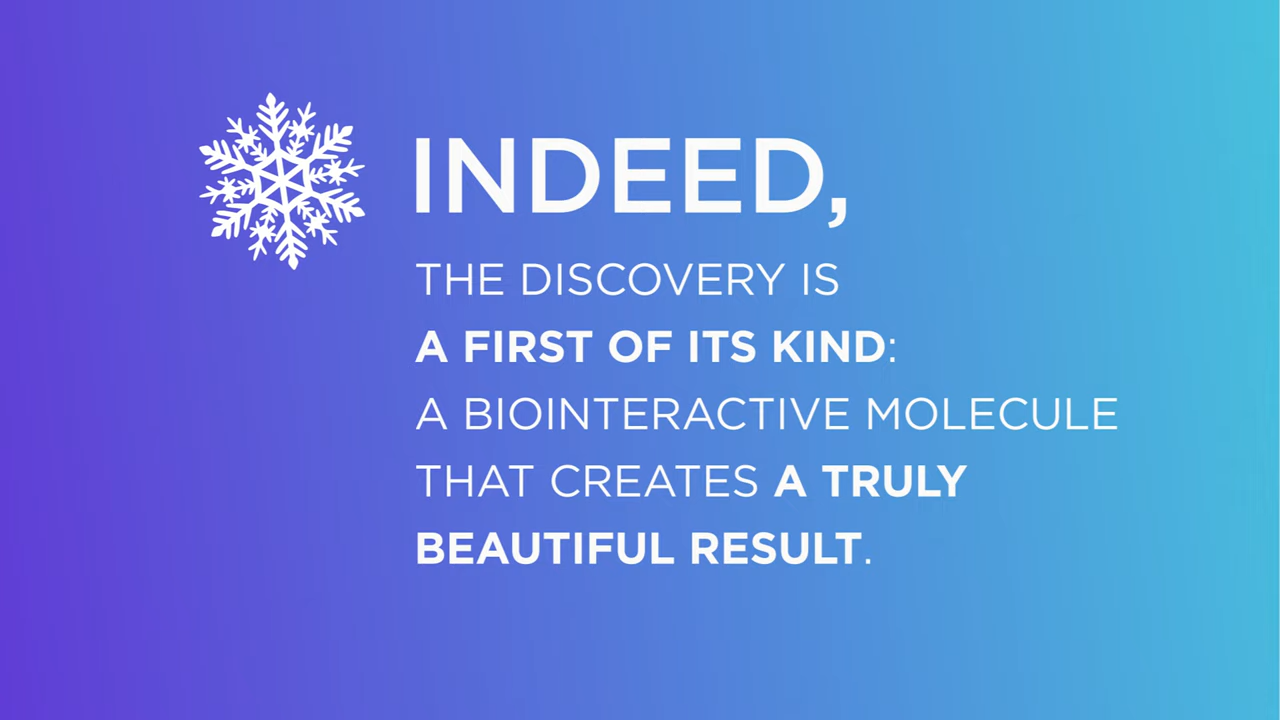 INDEED,
THE DISCOVERY IS
A FIRST OF ITS KIND:
A BIOINTERACTIVE MOLECULE
THAT CREATES A TRULY
BEAUTIFUL RESULT.